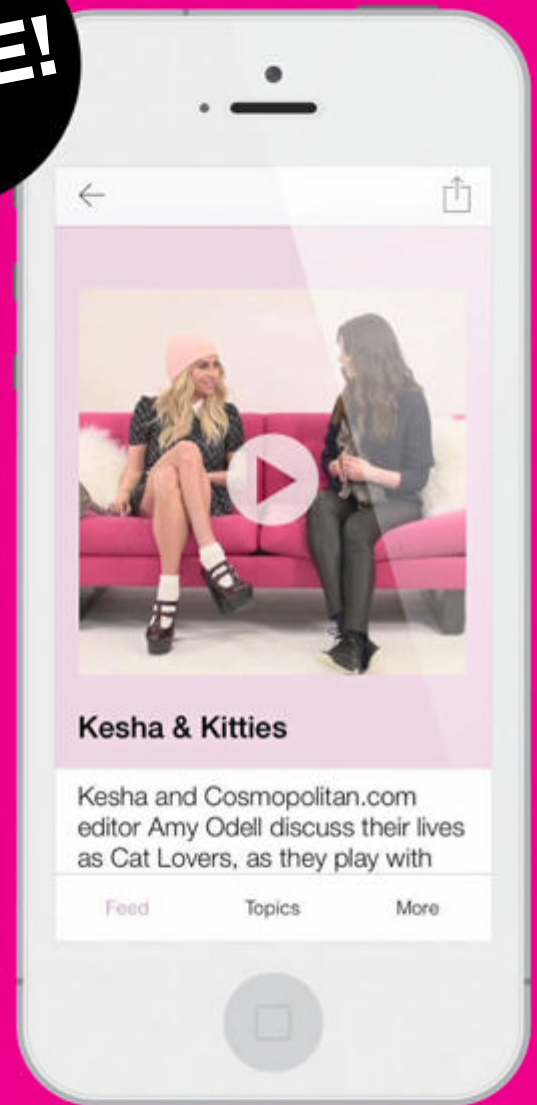 E!
Kesha & Kitties
Kesha and Cosmopolitan.com
editor Amy Odell discuss their lives
as Cat Lovers, as they play with
Feed Topics More